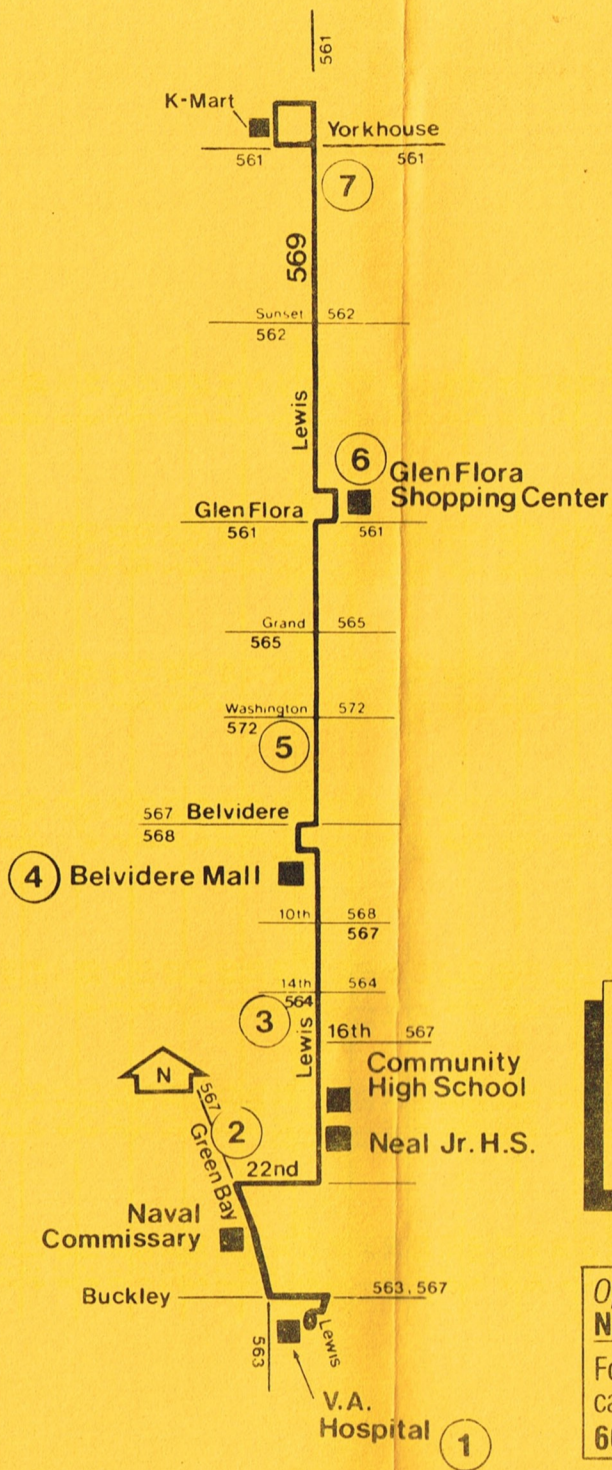 561
K-Mart
Yorkhouse
561
561
7
569
Sunset
562
562
Lewis
6
Glen Flora
Shopping Center
Glen Flora
561
561
Grand
565
565
Washington
572
572
5
567 Belvidere
568
4
Belvidere Mall
10th
568
567
14th
564
564
3
Lewis
16th
567
Community
High School
N
567
2
Green Bay
Neal Jr. H.S.
22nd
Naval
Commissary
Buckley
563, 567
563
Lewis
V.A.
Hospital
1